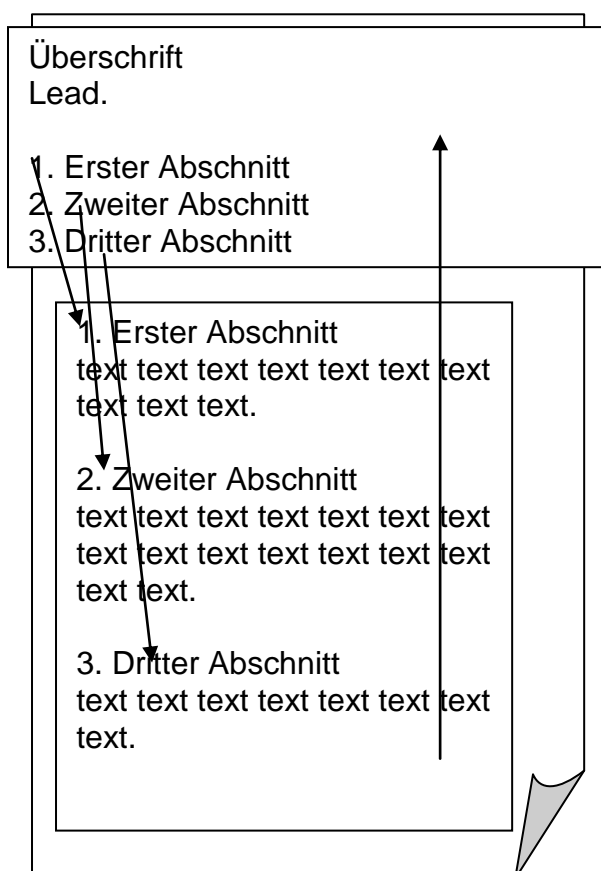 Überschrift
Lead.
1. Erster Abschnitt
2. Zweiter Abschnitt
3. Dritter Abschnitt
1. Erster Abschnitt
text text text text text text text
text text text.
2. Zweiter Abschnitt
text text text text text text text
text text text text text text text
text text.
3. Dritter Abschnitt
text text text text text text text
text.